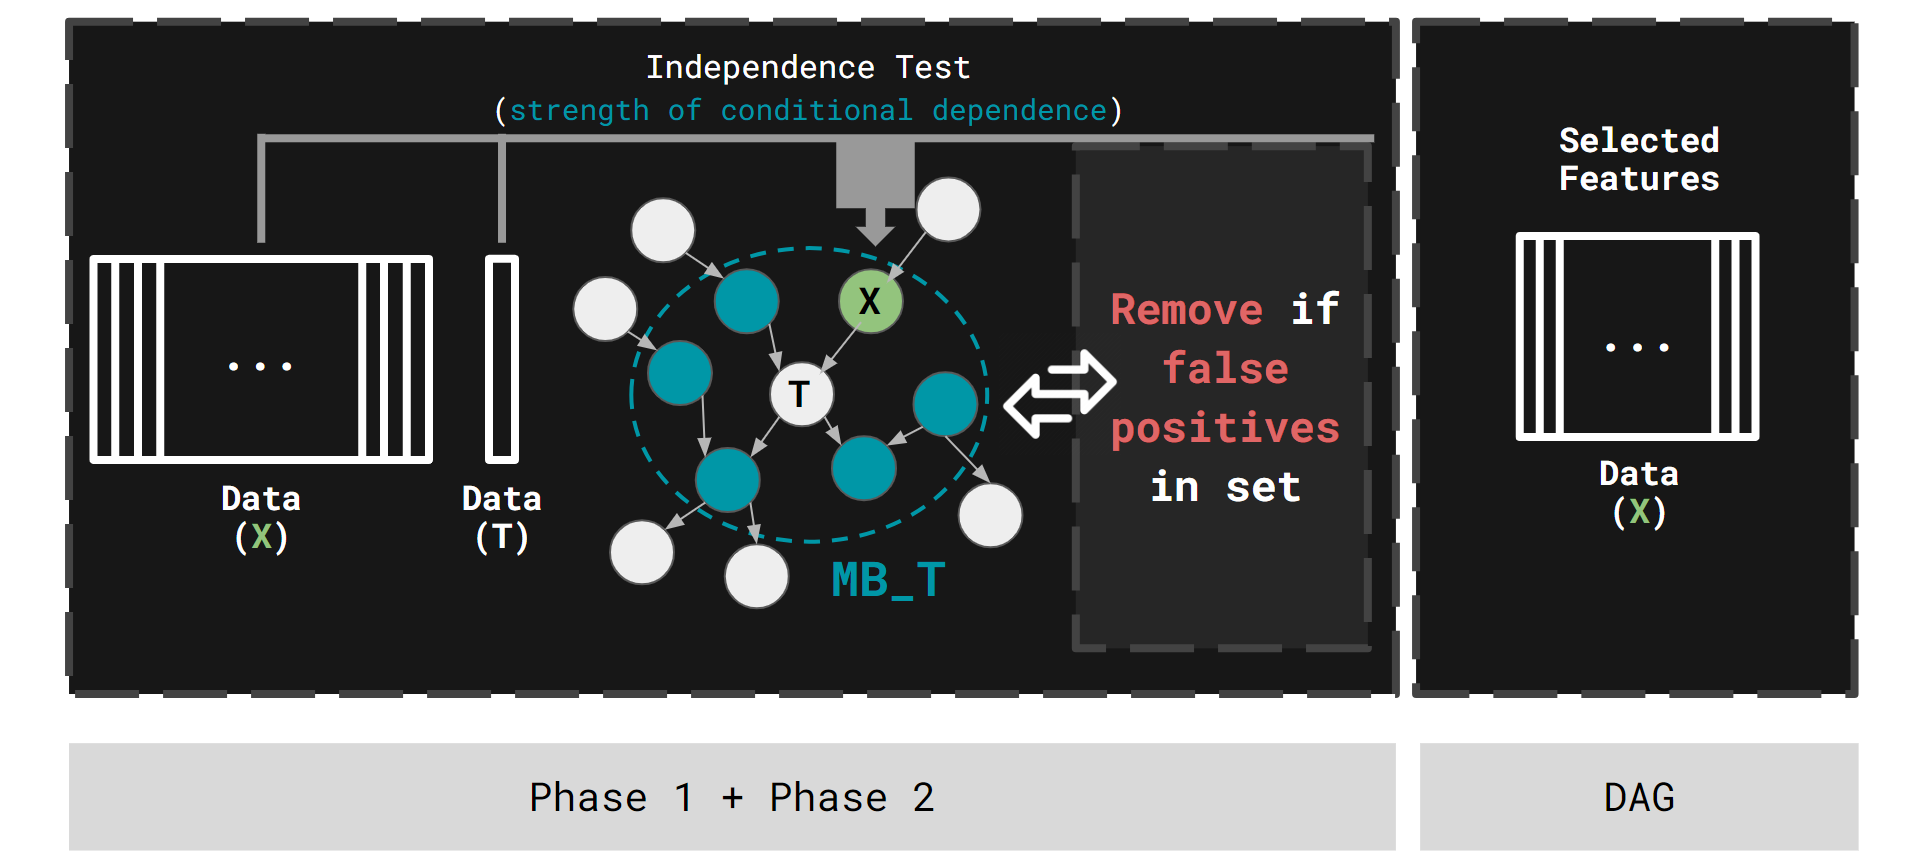 Independence Test
(strength of conditional dependence)
X
T
MB_T
Data
(X)
Data
(T)
Remove if
false
positives
in set
Selected
Features
...
Data
(X)
...
Phase 1 + Phase 2
DAG